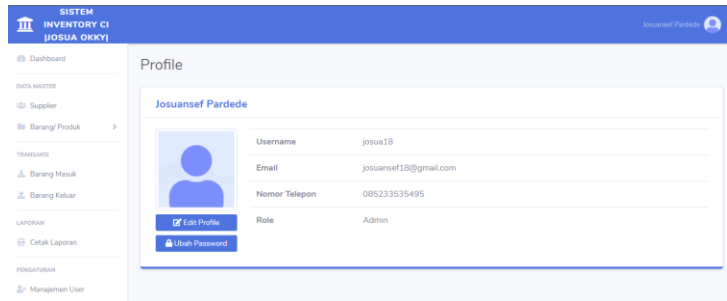 SISTEM
INVENTORY CI
|JOSUA OKKY|
Josuansef Pardede
Dashboard
DATA MASTER
Supplier
Barang/ Produk
TRANSAKSI
Barang Masuk
Barang Keluar
LAPORAN
Cetak Laporan
PENGATURAN
Manajemen User
Profile
Josuansef Pardede
Username josua18
Email josuansef18@gmail.com
Nomor Telepon 085233535495
Role Admin
Edit Profile
Ubah Password